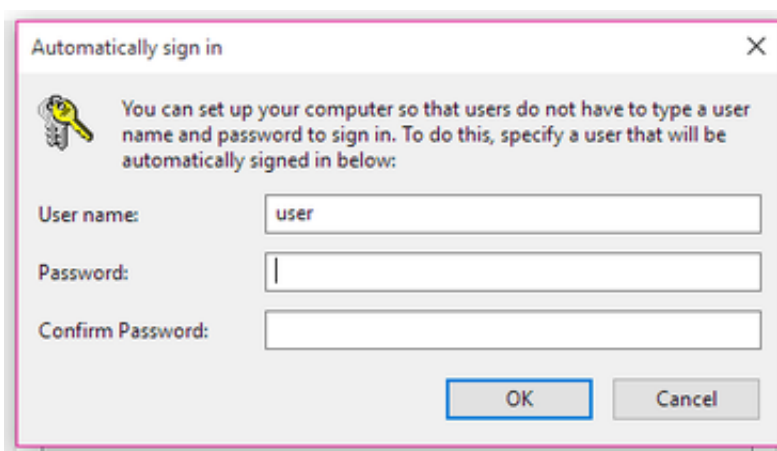 Automatically sign in
You can set up your computer so that users do not have to type a user
name and password to sign in. To do this, specify a user that will be
automatically signed in below:
User name: user
Password:
Confirm Password:
OK Cancel